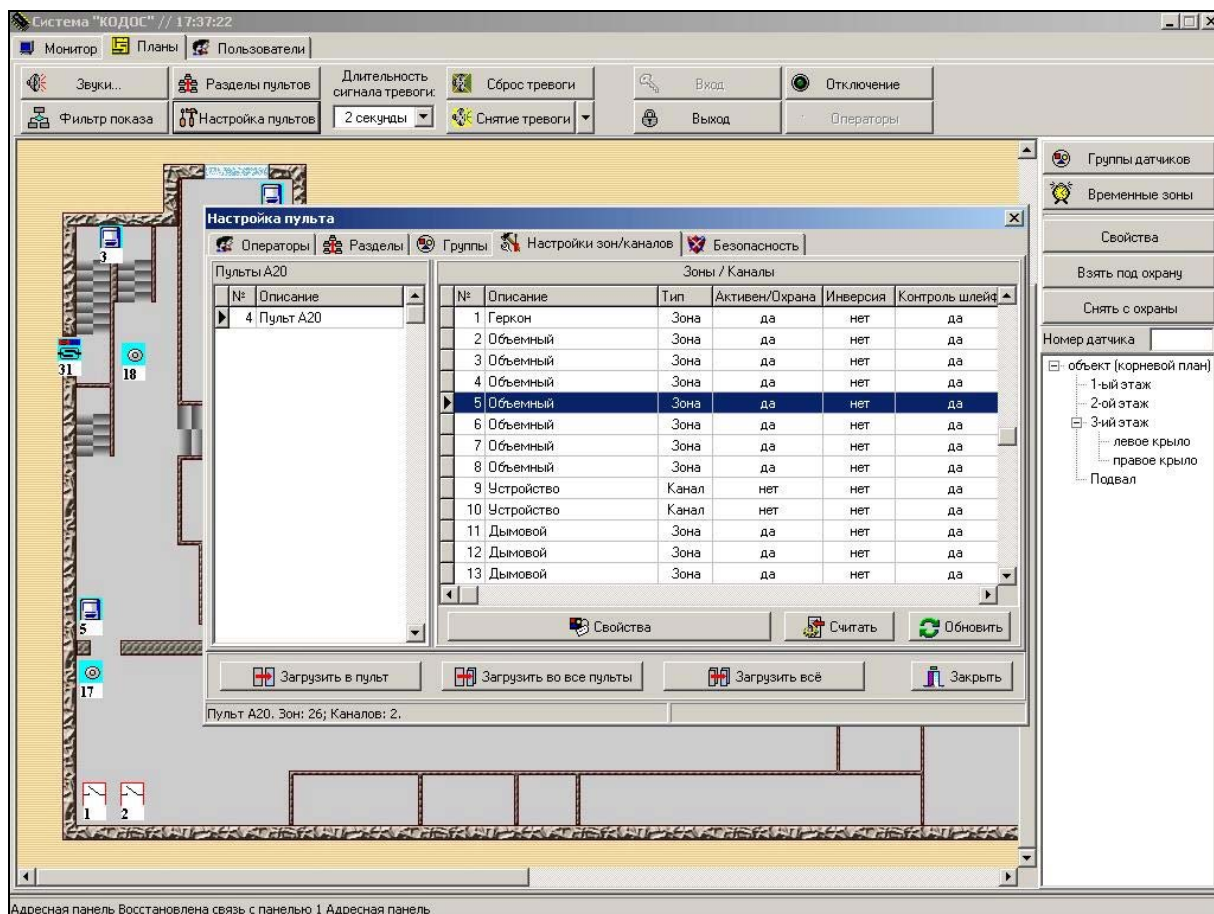 Система "КОДОС" // 17:37:22
Монитор Планы Пользователи
Звуки... Разделы пультов Длительность сигнала тревоги: Сброс тревоги Вход Отключение
Фильтр показа Настройка пультов 2 секунды Снятие тревоги Выход Операторы
Группы датчиков
Временные зоны
Свойства
Взять под охрану
Снять с охраны
Номер датчика
объект (корневой план)
1-ый этаж
2-ой этаж
3-ий этаж
левое крыло
правое крыло
Подвал
3
31
18
5
17
1 2
Настройка пульта
Операторы Разделы Группы Настройки зон/каналов Безопасность
Пульты А20
№ Описание
4 Пульт А20
Зоны / Каналы
№ Описание Тип Активен/Охрана Инверсия Контроль шлейф
1 Геркон Зона да нет да
2 Объемный Зона да нет да
3 Объемный Зона да нет да
4 Объемный Зона да нет да
5 Объемный Зона да нет да
6 Объемный Зона да нет да
7 Объемный Зона да нет да
8 Объемный Зона да нет да
9 Устройство Канал нет нет да
10 Устройство Канал нет нет да
11 Дымовой Зона да нет да
12 Дымовой Зона да нет да
13 Дымовой Зона да нет да
Свойства Считать Обновить
Загрузить в пульт Загрузить во все пульты Загрузить всё Закрыть
Пульт А20. Зон: 26; Каналов: 2.
Адресная панель Восстановлена связь с панелью 1 Адресная панель